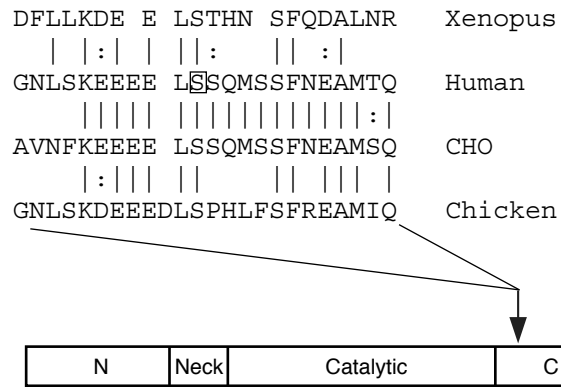 DFLLKDE E LSTHN SFQDALNR Xenopus
| |:| | ||: || :|
GNLSKEEEE LSSQMSSFNEAMTQ Human
||||| ||||||||||||:|
AVNFKEEEE LSSQMSSFNEAMSQ CHO
|:||| || || ||| |
GNLSKDEEEDLSPHLFSFREAMIQ Chicken
N Neck Catalytic C